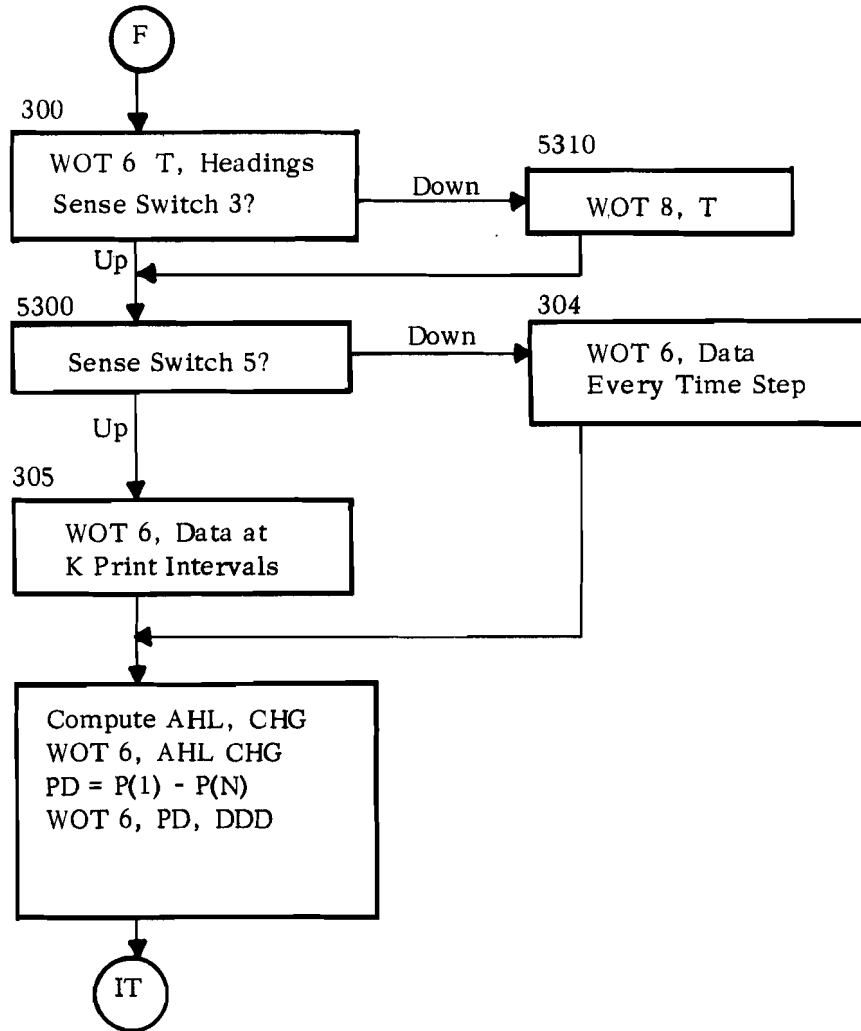 F
300
WOT 6 T, Headings
Sense Switch 3?
Down
5310
WOT 8, T
Up
5300
Sense Switch 5?
Down
304
WOT 6, Data
Every Time Step
Up
305
WOT 6, Data at
K Print Intervals
Compute AHL, CHG
WOT 6, AHL CHG
PD = P(1) - P(N)
WOT 6, PD, DDD
IT